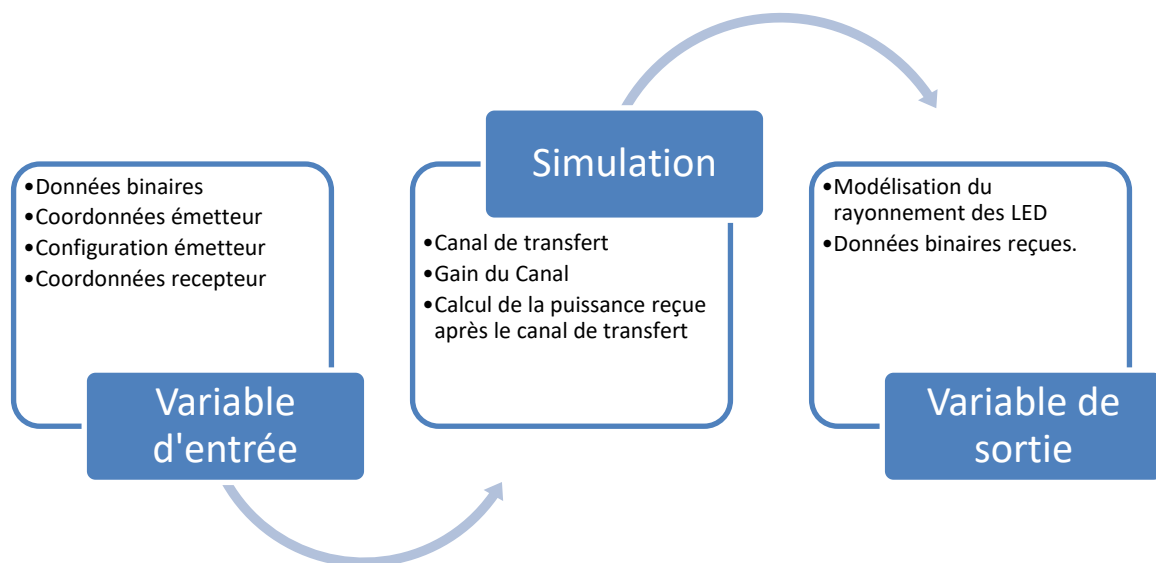 •Données binaires
•Coordonnées émetteur
•Configuration émetteur
•Coordonnées recepteur
Variable
d'entrée
Simulation
•Canal de transfert
•Gain du Canal
•Calcul de la puissance reçue
après le canal de transfert
•Modélisation du
rayonnement des LED
•Données binaires reçues.
Variable de
sortie